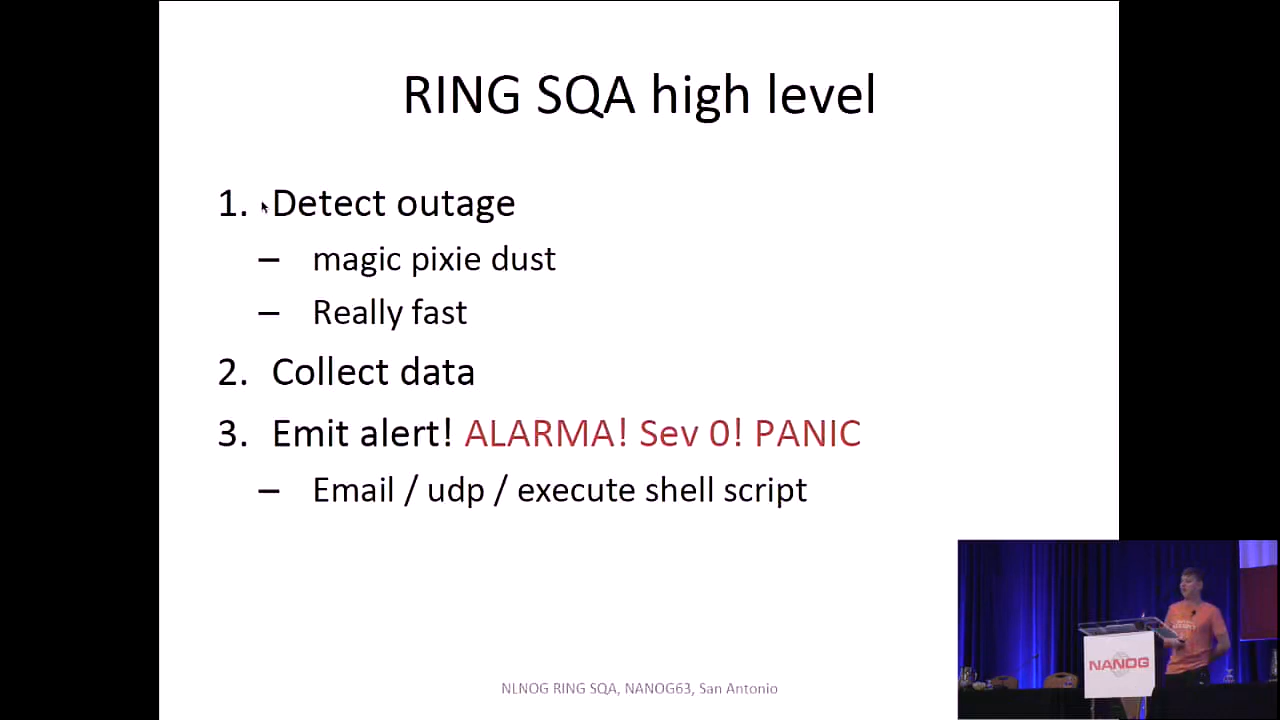 RING SQA high level
1. Detect outage
– magic pixie dust
– Really fast
2. Collect data
3. Emit alert! ALARMA! Sev 0! PANIC
– Email / udp / execute shell script
NLNOG RING SQA, NANOG63, San Antonio
NANOG